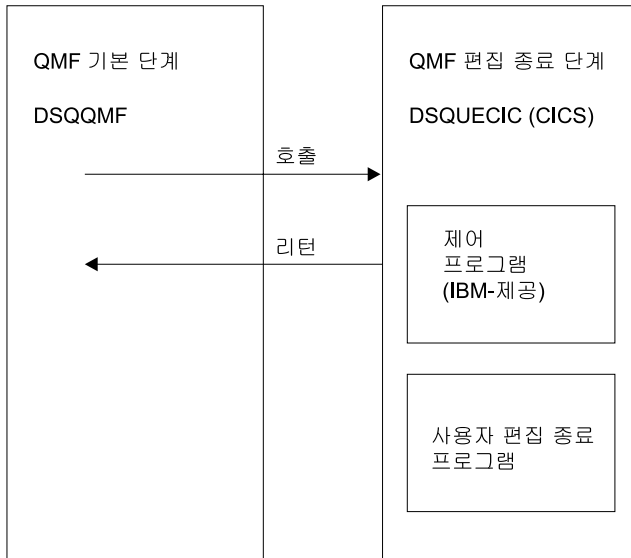 QMF 기본 단계
DSQQMF
QMF 편집 종료 단계
DSQUECIC (CICS)
호출
리턴
제어
프로그램
(IBM-제공)
사용자 편집 종료
프로그램